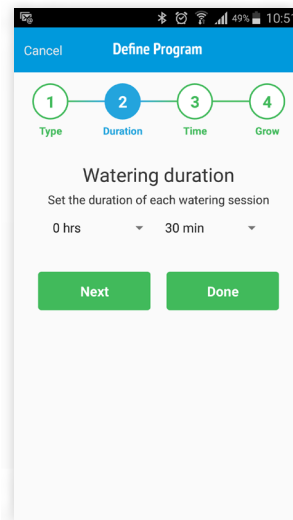 49% 10:51
Cancel Define Program
1 2 3 4
Type Duration Time Grow
Watering duration
Set the duration of each watering session
0 hrs 30 min
Next Done